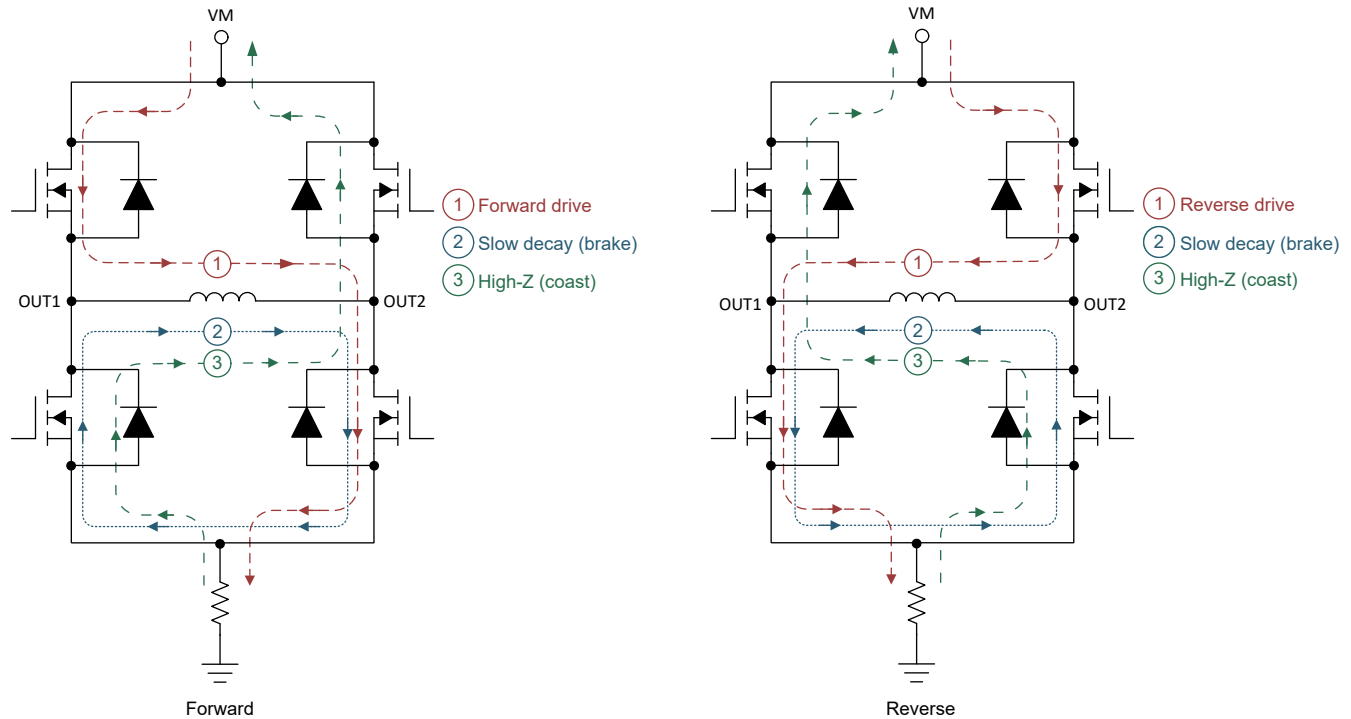 VM
1 Forward drive
2 Slow decay (brake)
3 High-Z (coast)
1
OUT1
OUT2
2
3
Forward
VM
1 Reverse drive
2 Slow decay (brake)
3 High-Z (coast)
1
OUT1
OUT2
2
3
Reverse